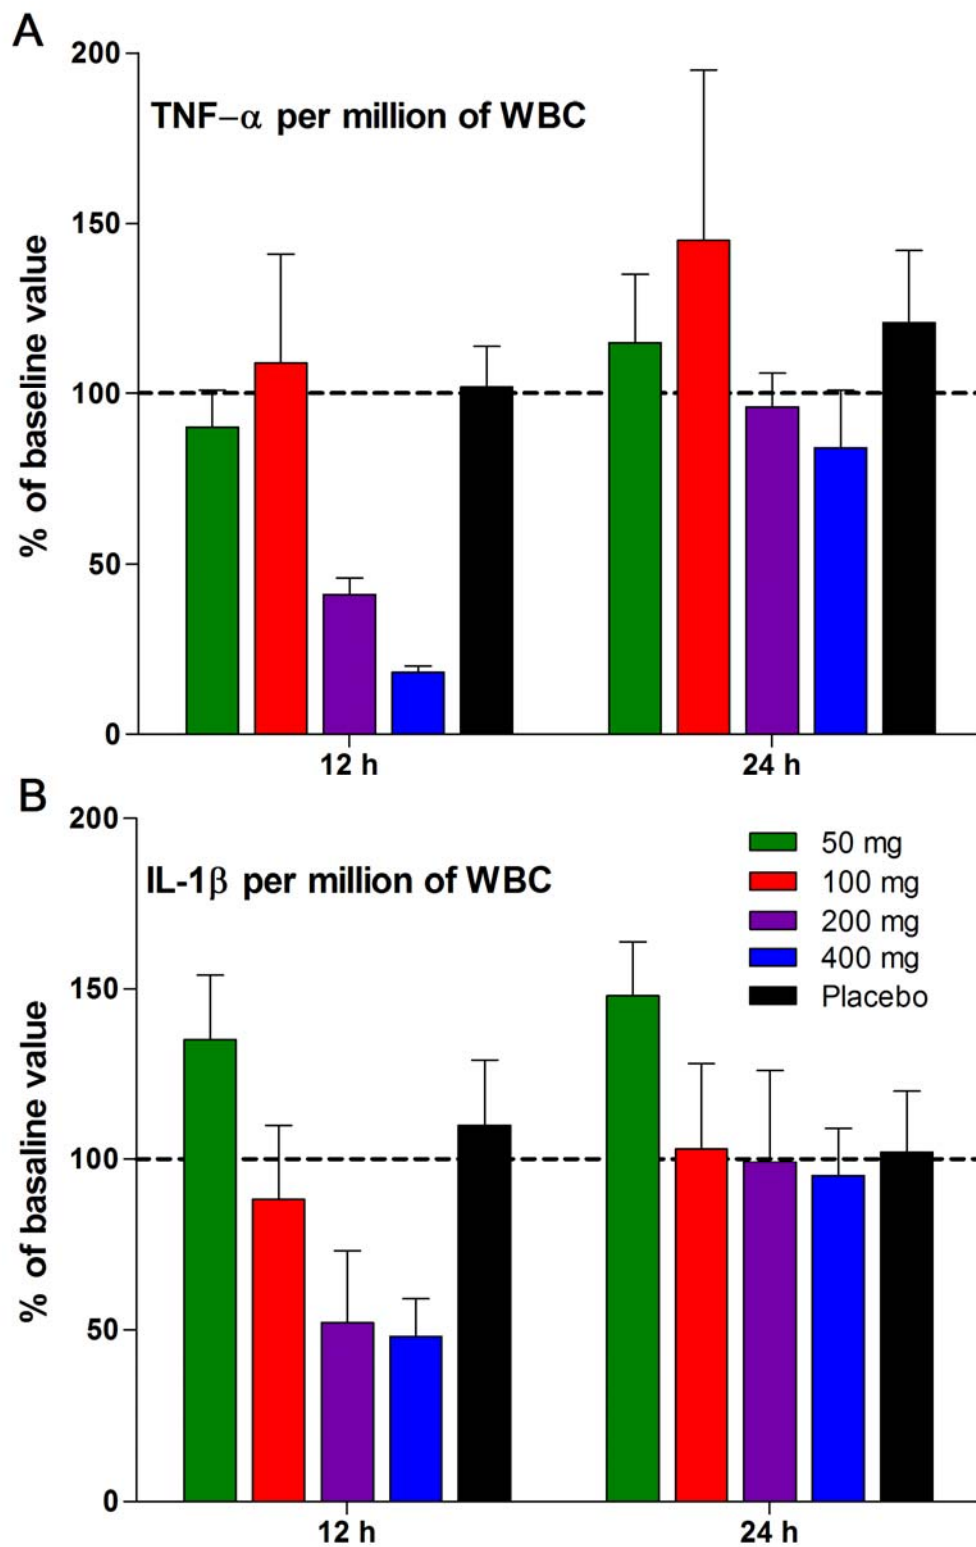 A
200
TNF–α per million of WBC
150
% of baseline value
100
50
0
12 h
24 h
B
200
50 mg
IL-1β per million of WBC
100 mg
200 mg
400 mg
150
Placebo
% of basaline value
100
50
0
12 h
24 h